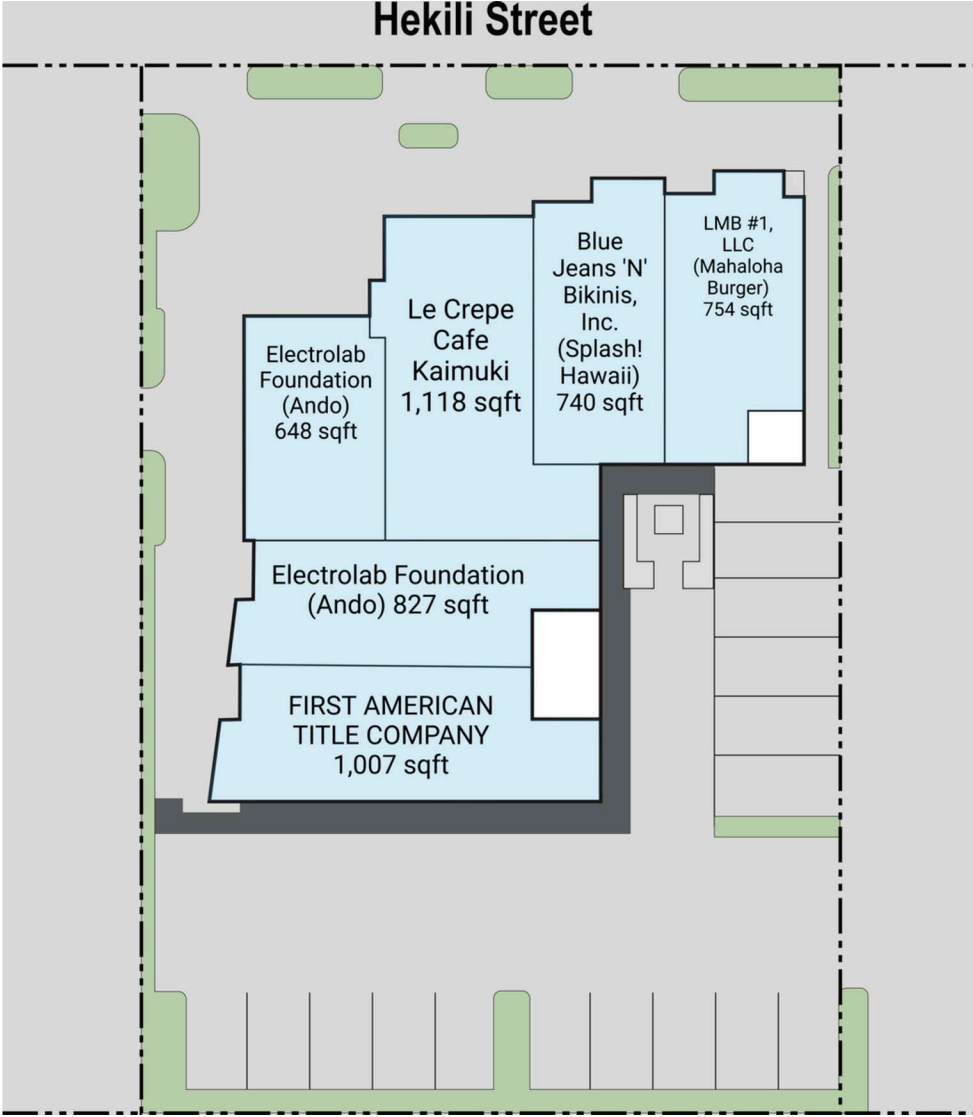 Hekili Street
LMB #1,
LLC
(Mahaloha
Burger)
754 sqft
Blue
Jeans 'N'
Bikinis,
Inc.
(Splash!
Hawaii)
740 sqft
Le Crepe
Cafe
Kaimuki
1,118 sqft
Electrolab
Foundation
(Ando)
648 sqft
Electrolab Foundation
(Ando) 827 sqft
FIRST AMERICAN
TITLE COMPANY
1,007 sqft